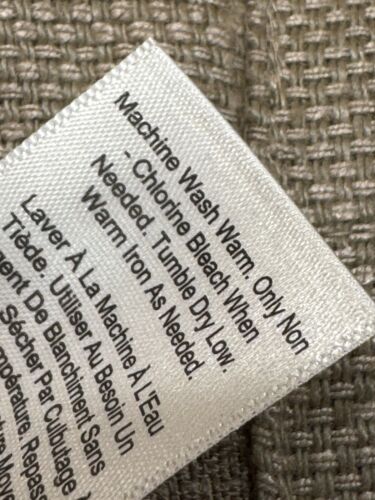 Machine Wash Warm. Only Non
- Chlorine Bleach When
Needed. Tumble Dry Low.
Warm Iron As Needed.
Laver À La Machine À L'Eau
Tiède. Utiliser Au Besoin Un
De Blanchiment Sans
Sécher Par Culbutage
Repass